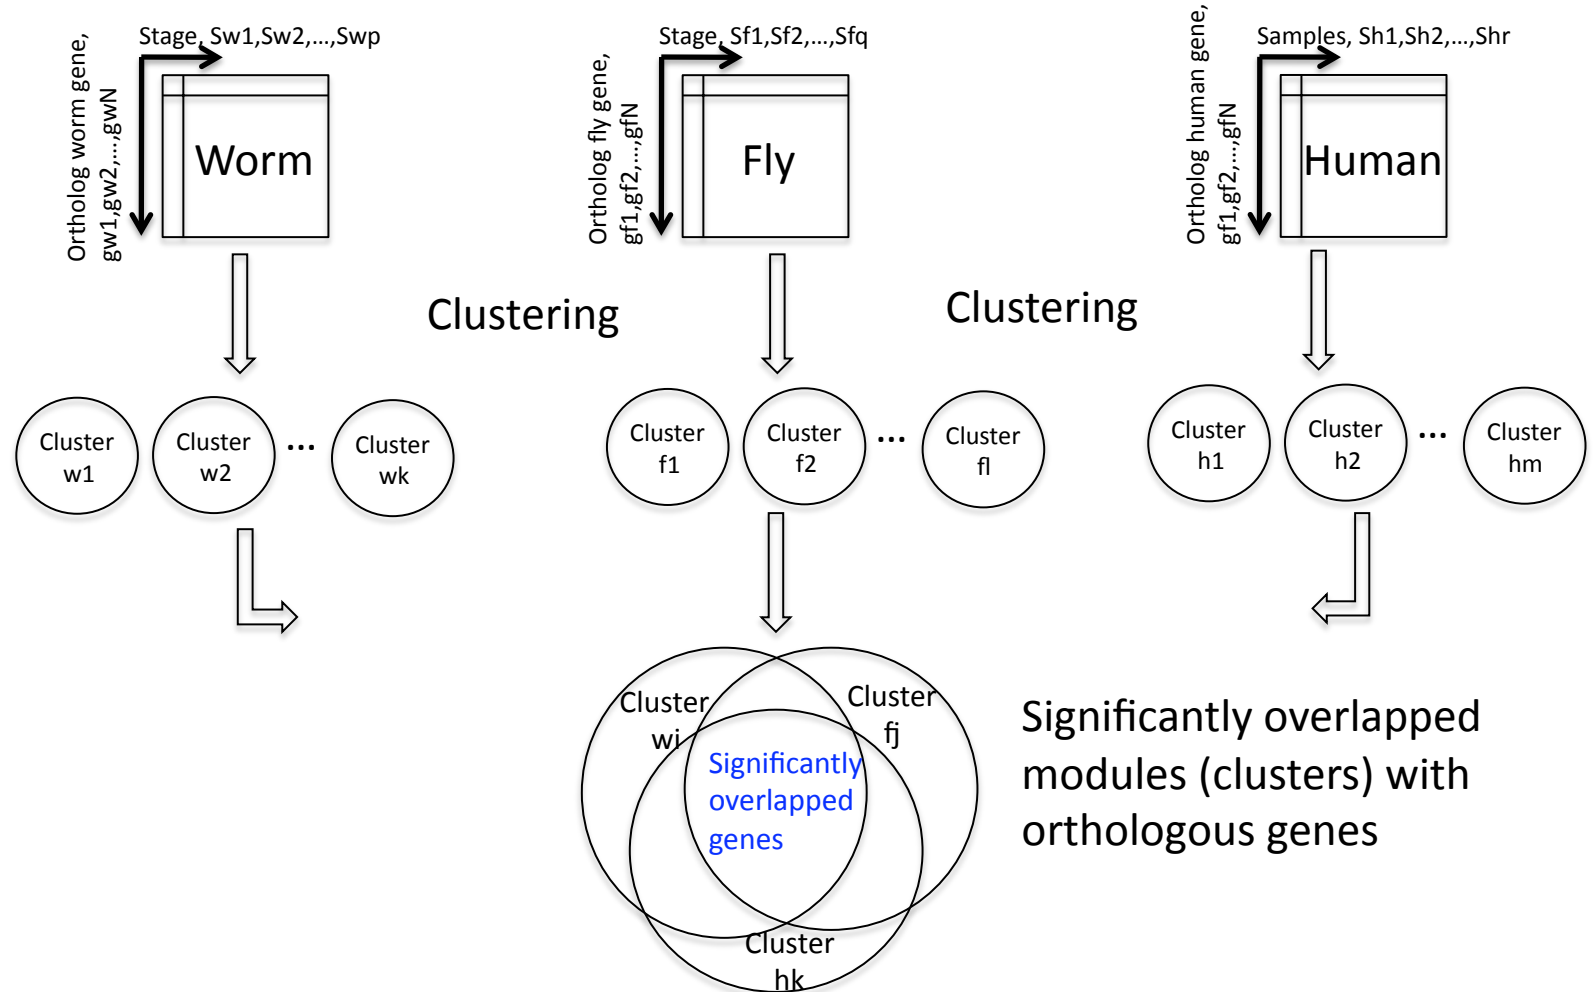 Stage, Sw1,Sw2,...,Swp
Ortholog worm gene,
gw1,gw2,...,gwN
Worm
Stage, Sf1,Sf2,...,Sfq
Ortholog fly gene,
gf1,gf2,...,gfN
Fly
Samples, Sh1,Sh2,...,Shr
Ortholog human gene,
gf1,gf2,...,gfN
Human
Clustering
Clustering
Cluster
w1
Cluster
w2
...
Cluster
wk
Cluster
f1
Cluster
f2
...
Cluster
fl
Cluster
h1
Cluster
h2
...
Cluster
hm
Cluster
wi
Cluster
fj
Significantly
overlapped
genes
Cluster
hk
Significantly overlapped
modules (clusters) with
orthologous genes